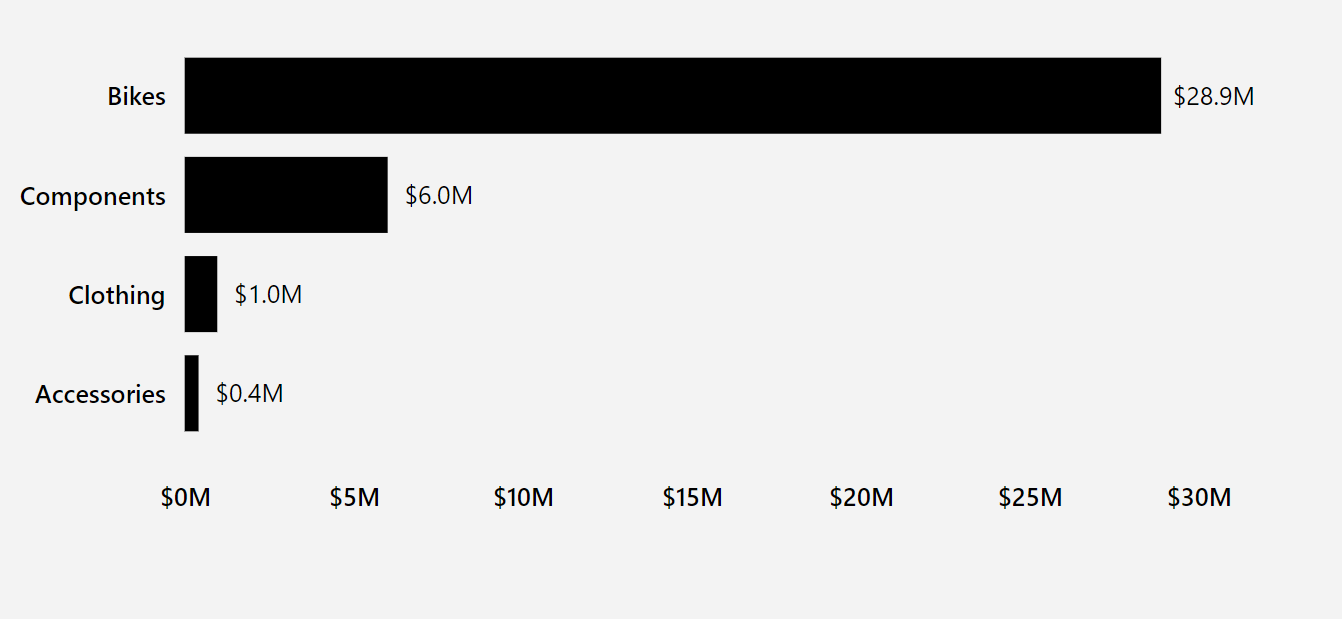 Bikes $28.9M
Components $6.0M
Clothing $1.0M
Accessories $0.4M
$0M $5M $10M $15M $20M $25M $30M